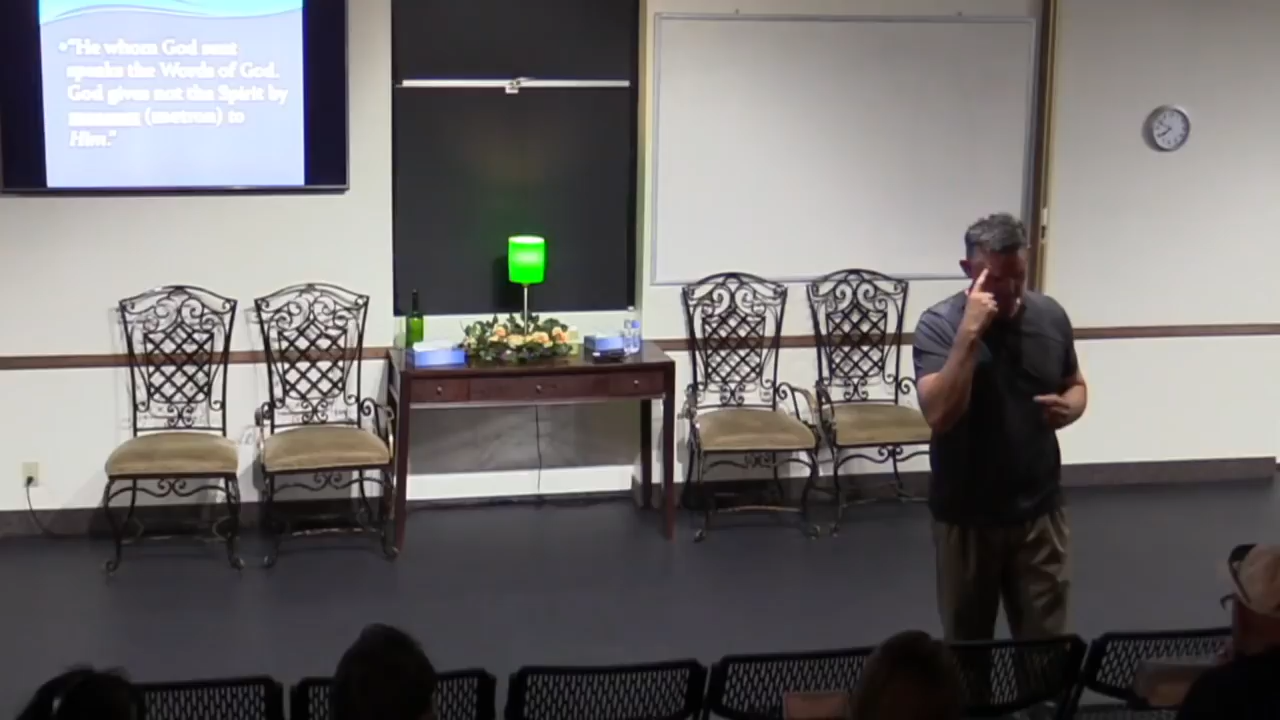 "He whom God sent
speaks the Words of God.
God gives not the Spirit by
(metron) to
Him."